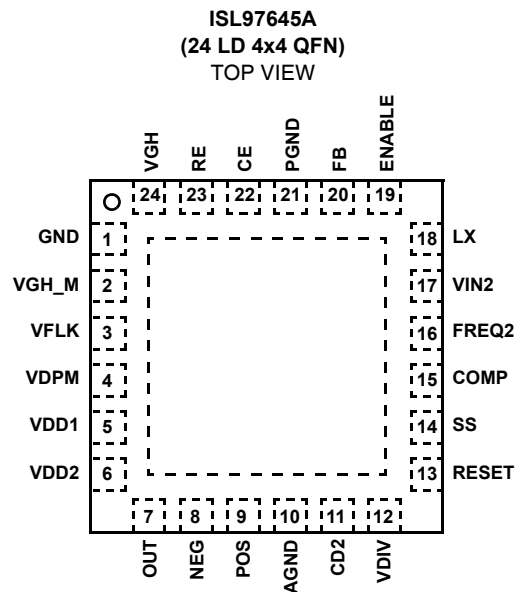 ISL97645A
(24 LD 4x4 QFN)
TOP VIEW
VGH
RE
CE
PGND
FB
ENABLE
24 23 22 21 20 19
GND 1 18 LX
VGH_M 2 17 VIN2
VFLK 3 16 FREQ2
VDPM 4 15 COMP
VDD1 5 14 SS
VDD2 6 13 RESET
7 8 9 10 11 12
OUT
NEG
POS
AGND
CD2
VDIV